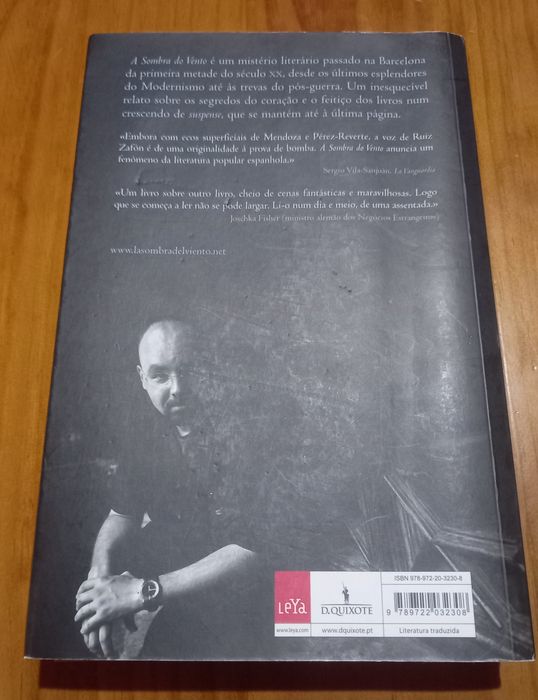 A Sombra do Vento é um mistério literário passado na Barcelona
da primeira metade do século XX, desde os últimos esplendores
do Modernismo até às trevas do pós-guerra. Um inesquecível
relato sobre os segredos do coração e o feitiço dos livros num
crescendo de suspense, que se mantém até à última página.
«Embora com ecos superficiais de Mendoza e Pérez-Reverte, a voz de Ruiz
Zafón é de uma originalidade à prova de bomba. A Sombra do Vento anuncia um
fenómeno da literatura popular espanhola.»
Sergio Vila-Sanjuán, La Vanguardia
«Um livro sobre outro livro, cheio de cenas fantásticas e maravilhosas. Logo
que se começa a ler não se pode largar. Li-o num dia e meio, de uma assentada.»
Joschka Fisher (ministro alemão dos Negócios Estrangeiros)
www.lasombradelviento.net
LeYa
www.leya.com
D.QUIXOTE
www.dquixote.pt
ISBN 978-972-20-3230-8
9 789722 032308
Literatura traduzida